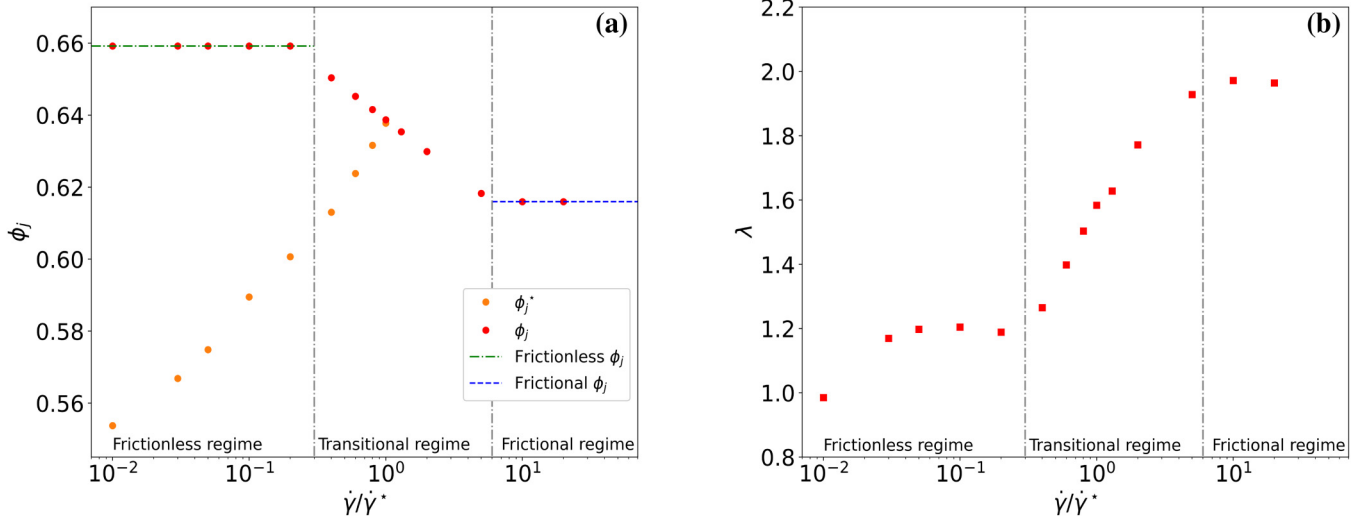 (a)
0.66
0.64
0.62
0.60
0.58
0.56
ϕj
ϕj*
ϕj
Frictionless ϕj
Frictional ϕj
Frictionless regime
Transitional regime
Frictional regime
10−2
10−1
100
101
γ̇/γ̇*
(b)
2.2
2.0
1.8
1.6
1.4
1.2
1.0
0.8
λ
Frictionless regime
Transitional regime
Frictional regime
10−2
10−1
100
101
γ̇/γ̇*